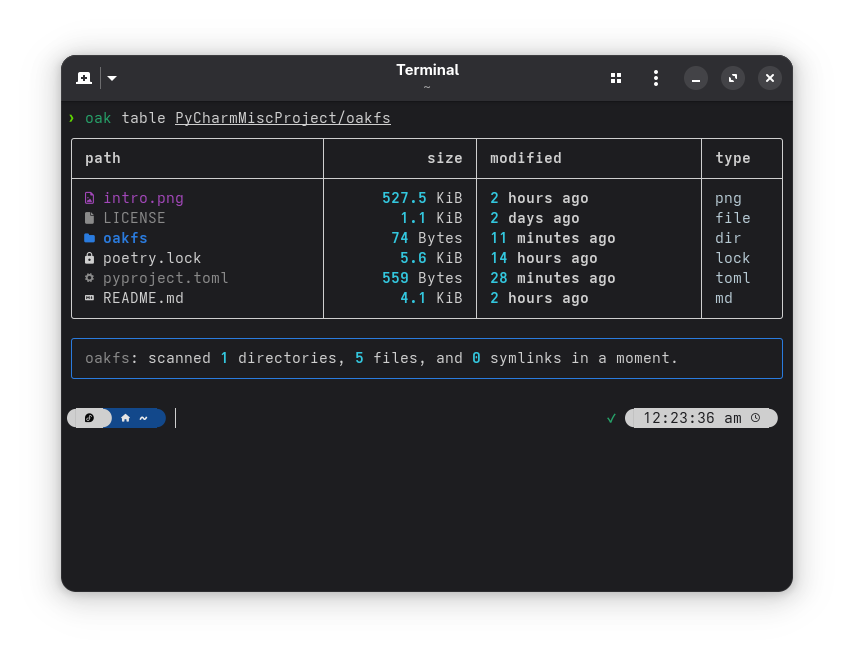 Terminal
~
› oak table PyCharmMiscProject/oakfs
path size modified type
intro.png 527.5 KiB 2 hours ago png
LICENSE 1.1 KiB 2 days ago file
oakfs 74 Bytes 11 minutes ago dir
poetry.lock 5.6 KiB 14 hours ago lock
pyproject.toml 559 Bytes 28 minutes ago toml
README.md 4.1 KiB 2 hours ago md
oakfs: scanned 1 directories, 5 files, and 0 symlinks in a moment.
~ ✓ 12:23:36 am